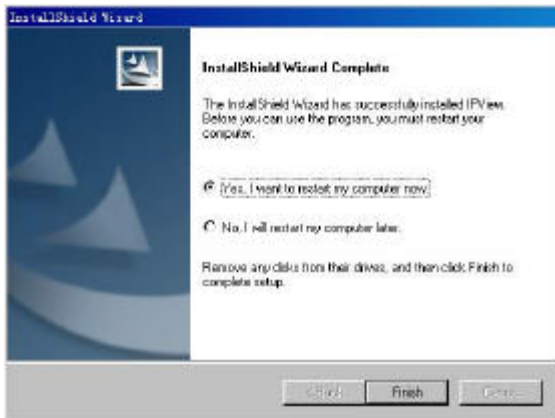 InstallShield Wizard
InstallShield Wizard Complete
The InstallShield Wizard has successfully installed IPView.
Before you can use the program, you must restart your
computer.
Yes, I want to restart my computer now.
No, I will restart my computer later.
Remove any disks from their drives, and then click Finish to
complete setup.
< Back
Finish
Cancel